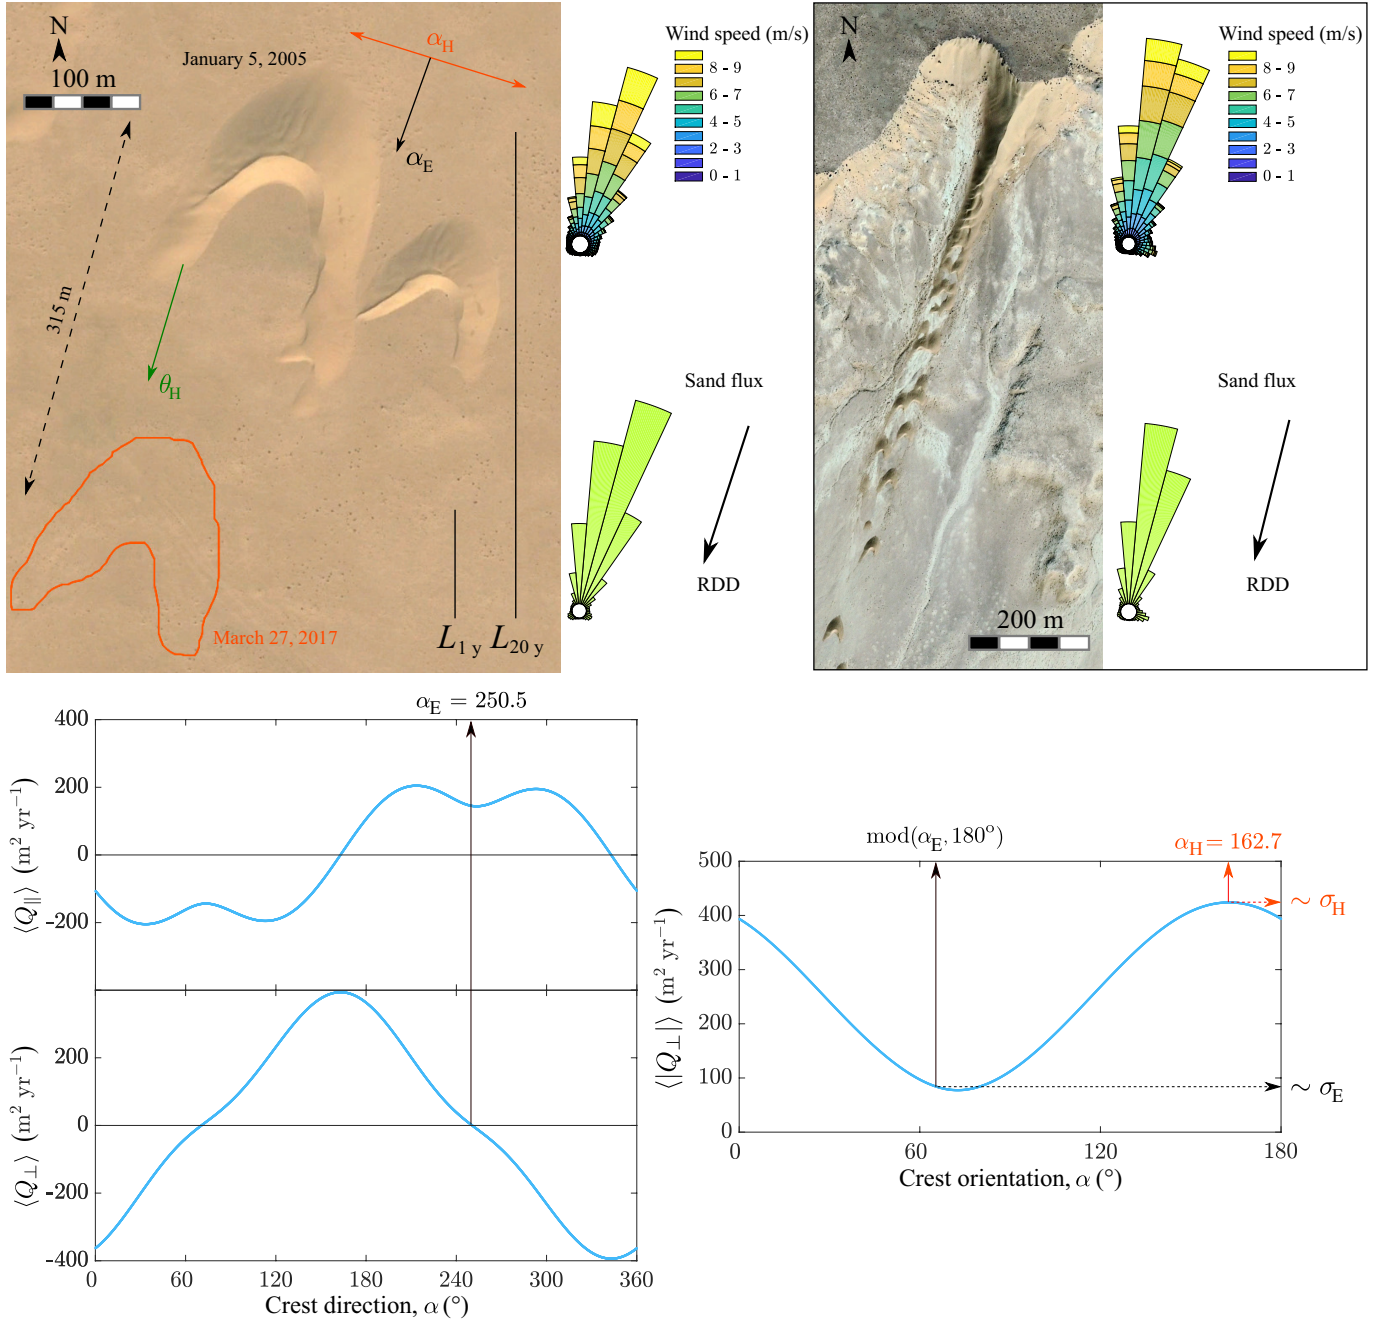 N
100 m
January 5, 2005
α_H
α_E
315 m
θ_H
March 27, 2017
L_1 y
L_20 y
Wind speed (m/s)
8 - 9
6 - 7
4 - 5
2 - 3
0 - 1
Sand flux
RDD
N
200 m
Wind speed (m/s)
8 - 9
6 - 7
4 - 5
2 - 3
0 - 1
Sand flux
RDD
α_E = 250.5
400
200
0
-200
⟨Q_∥⟩ (m² yr⁻¹)
200
0
-200
-400
⟨Q_⊥⟩ (m² yr⁻¹)
0 60 120 180 240 300 360
Crest direction, α (°)
mod(α_E, 180°)
α_H = 162.7
500
400
300
200
100
0
⟨|Q_⊥|⟩ (m² yr⁻¹)
~ σ_H
~ σ_E
0 60 120 180
Crest orientation, α (°)